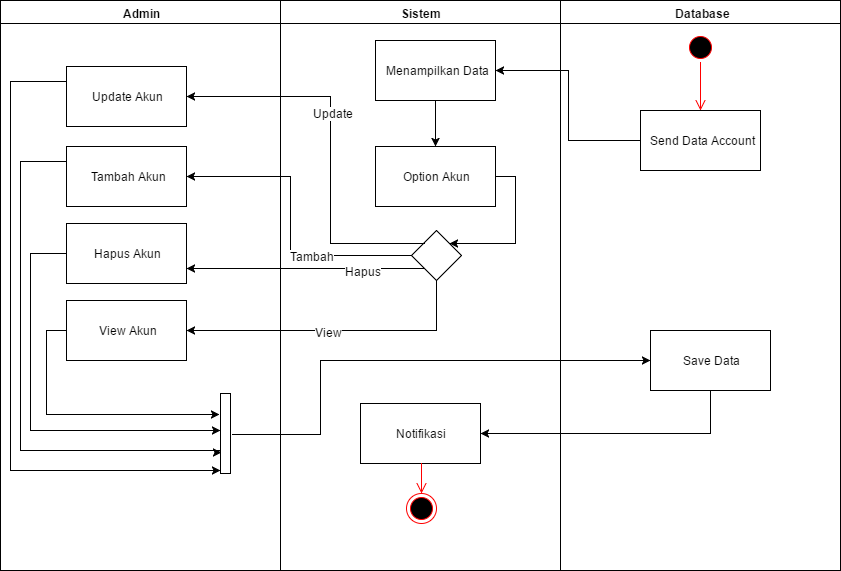 Admin
Sistem
Database
Menampilkan Data
Update Akun
Update
Send Data Account
Tambah Akun
Option Akun
Hapus Akun
Tambah
Hapus
View Akun
View
Save Data
Notifikasi